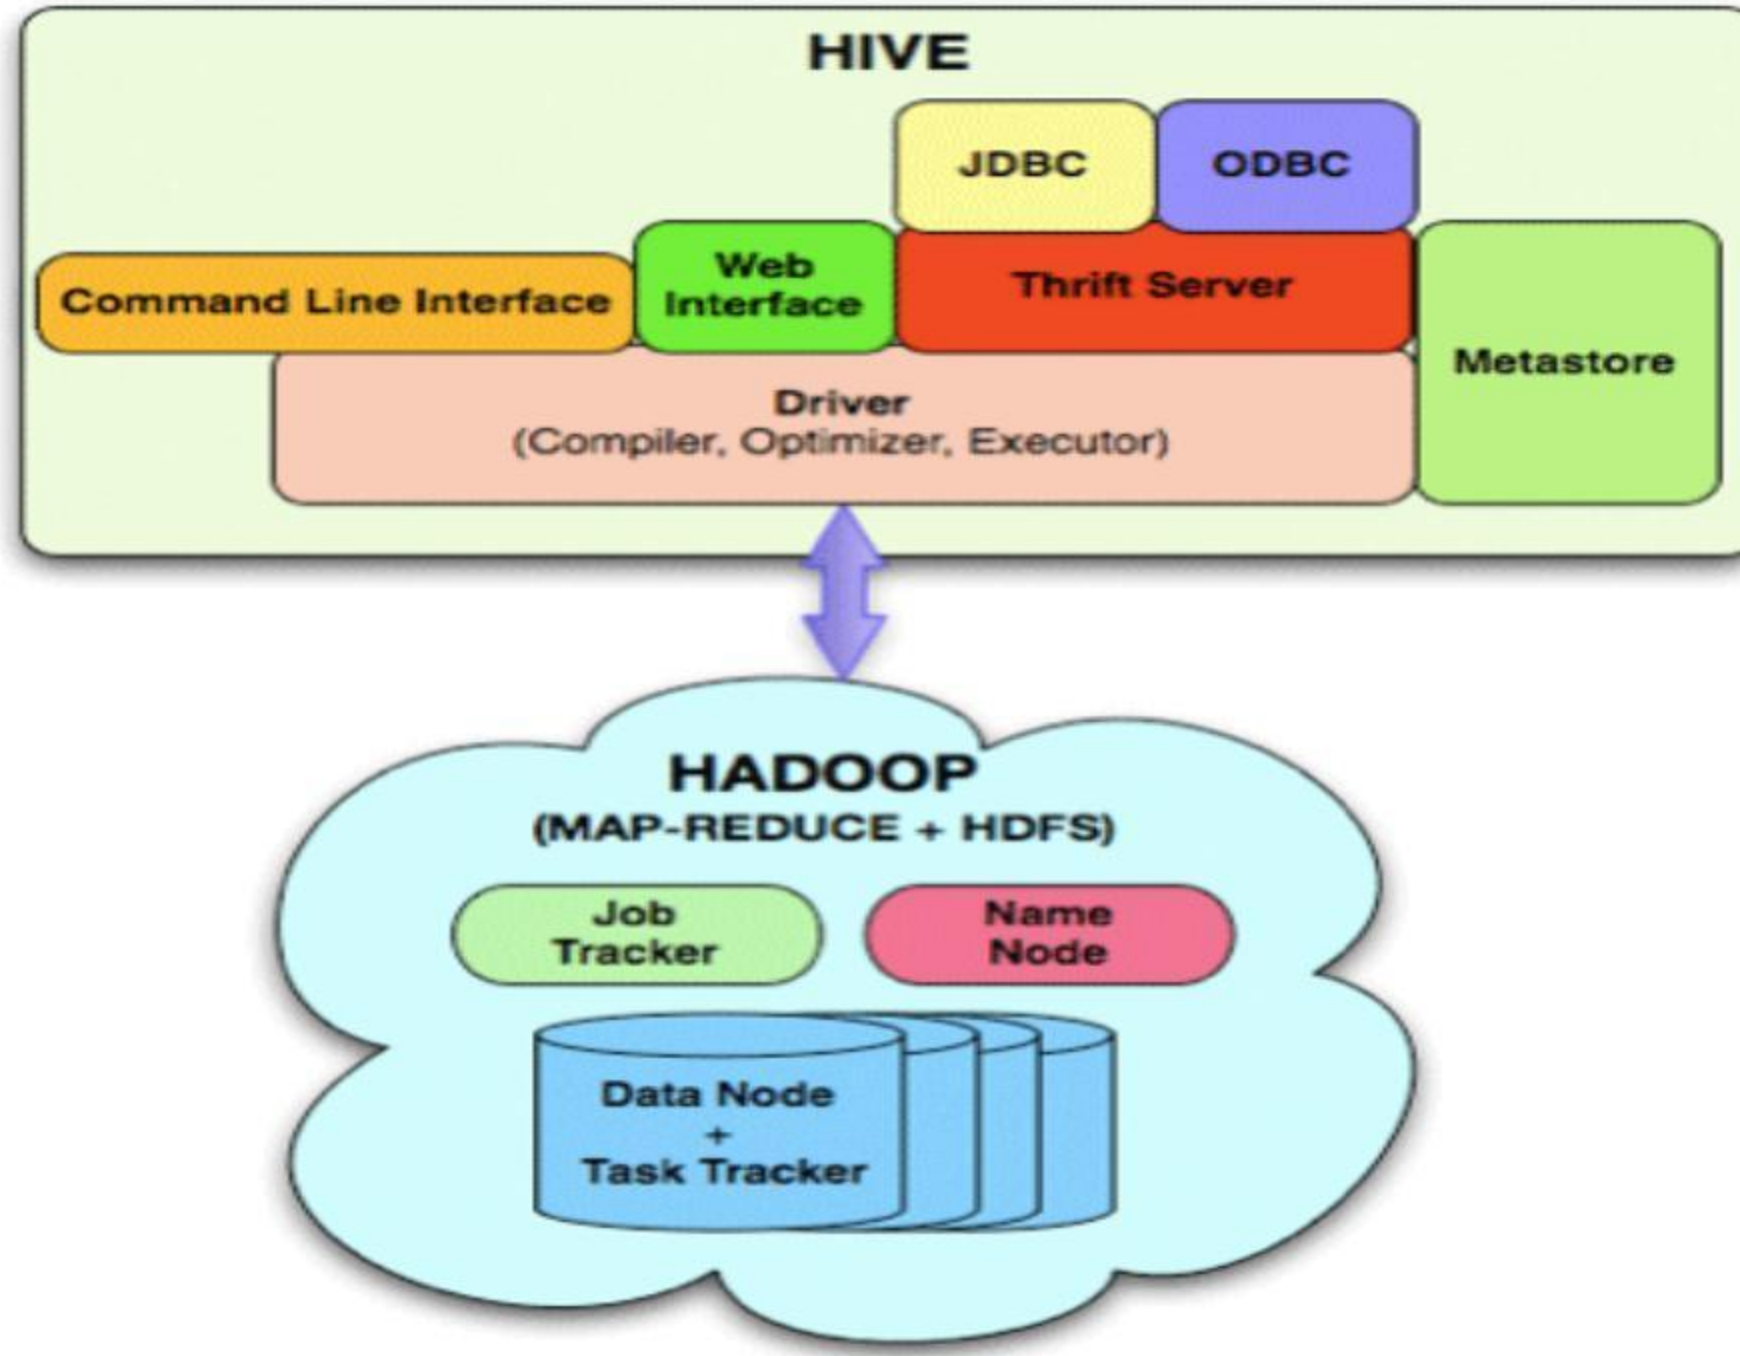 HIVE
JDBC
ODBC
Command Line Interface
Web
Interface
Thrift Server
Metastore
Driver
(Compiler, Optimizer, Executor)
HADOOP
(MAP-REDUCE + HDFS)
Job
Tracker
Name
Node
Data Node
+
Task Tracker